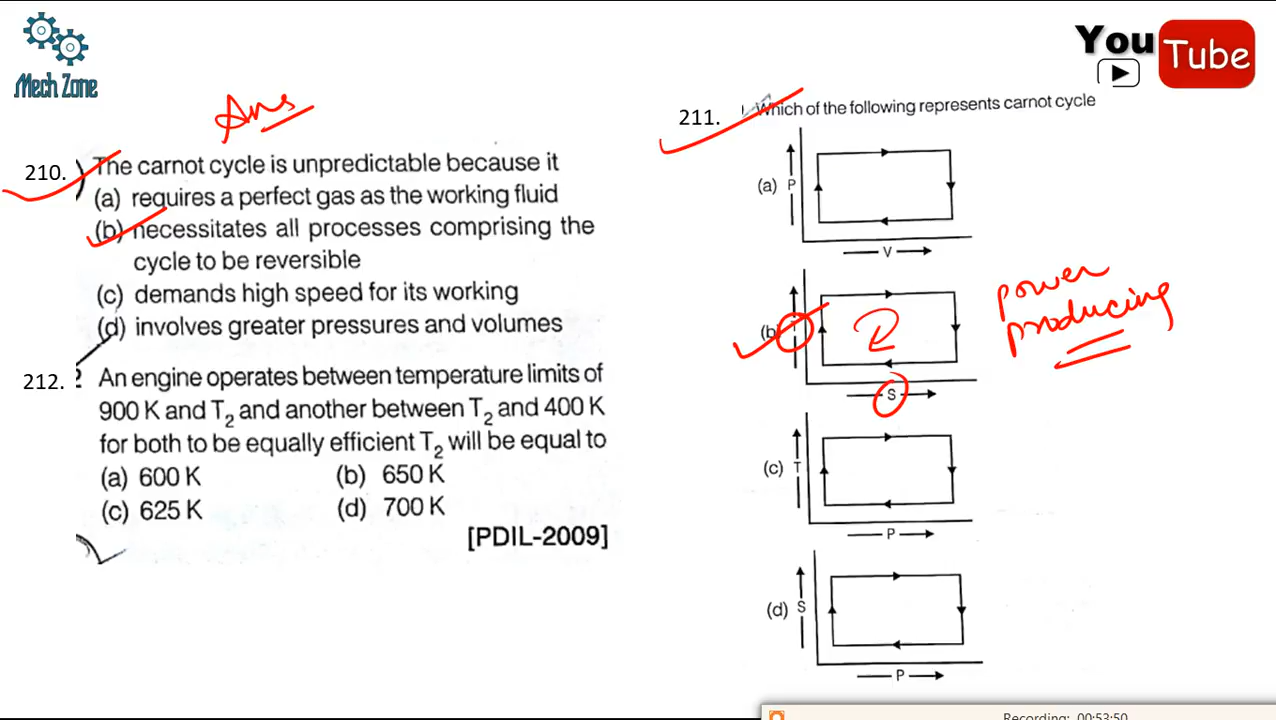 Mech Zone
You Tube
Ans
210. The carnot cycle is unpredictable because it
(a) requires a perfect gas as the working fluid
(b) necessitates all processes comprising the
cycle to be reversible
(c) demands high speed for its working
(d) involves greater pressures and volumes
212. An engine operates between temperature limits of
900 K and T₂ and another between T₂ and 400 K
for both to be equally efficient T₂ will be equal to
(a) 600 K (b) 650 K
(c) 625 K (d) 700 K
[PDIL-2009]
211. Which of the following represents carnot cycle
(a) P
V
(b)
S
power
producing
(c) T
P
(d) S
P
Recording: 00:53:50